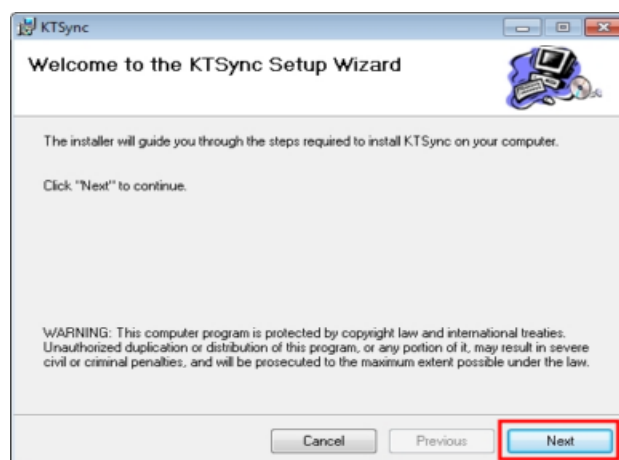 KTSync
Welcome to the KTSync Setup Wizard
The installer will guide you through the steps required to install KTSync on your computer.
Click "Next" to continue.
WARNING: This computer program is protected by copyright law and international treaties.
Unauthorized duplication or distribution of this program, or any portion of it, may result in severe
civil or criminal penalties, and will be prosecuted to the maximum extent possible under the law.
Cancel
Previous
Next